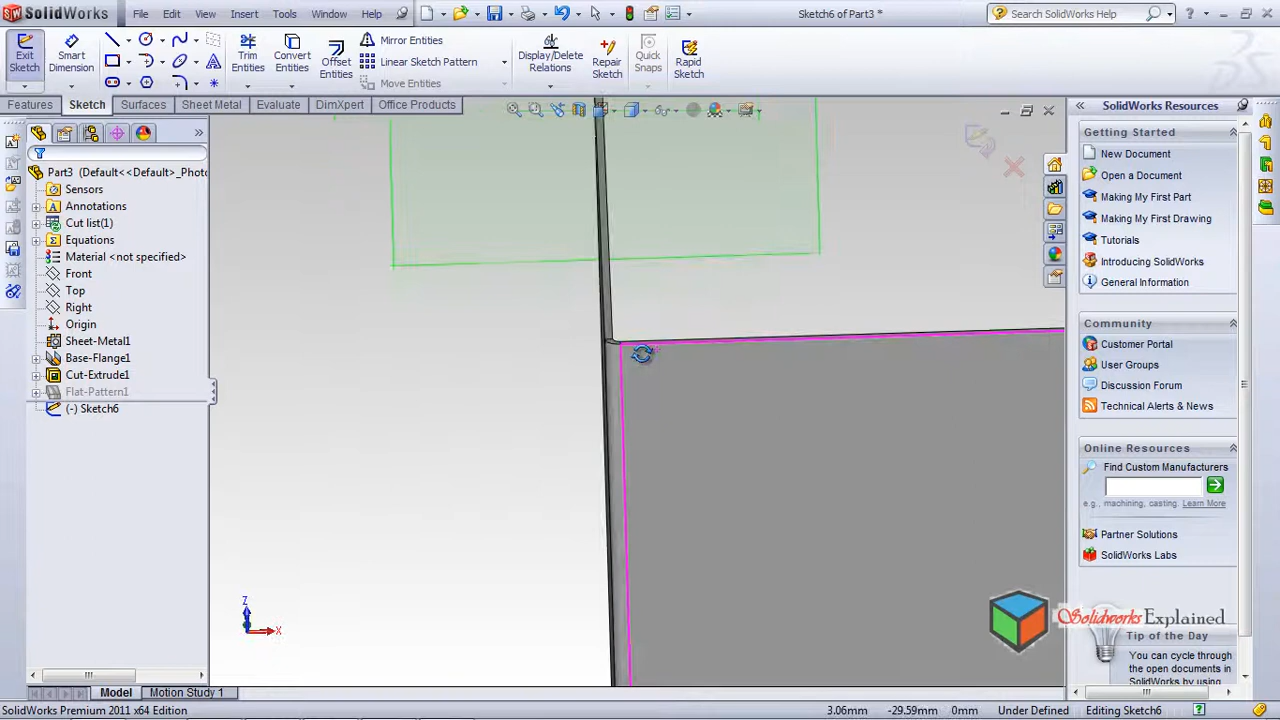 SolidWorks File Edit View Insert Tools Window Help Sketch6 of Part3 * Search SolidWorks Help
Exit Sketch Smart Dimension Trim Entities Convert Entities Offset Entities Mirror Entities Linear Sketch Pattern Move Entities Display/Delete Relations Repair Sketch Quick Snaps Rapid Sketch
Features Sketch Surfaces Sheet Metal Evaluate DimXpert Office Products
SolidWorks Resources
Part3 (Default<<Default>_Photo
Sensors
Annotations
Cut list(1)
Equations
Material <not specified>
Front
Top
Right
Origin
Sheet-Metal1
Base-Flange1
Cut-Extrude1
Flat-Pattern1
(-) Sketch6
Z
X
Getting Started
New Document
Open a Document
Making My First Part
Making My First Drawing
Tutorials
Introducing SolidWorks
General Information
Community
Customer Portal
User Groups
Discussion Forum
Technical Alerts & News
Online Resources
Find Custom Manufacturers
e.g., machining, casting. Learn More
Partner Solutions
SolidWorks Labs
Solidworks Explained
Tip of the Day
You can cycle through
the open documents in
SolidWorks by using
Model Motion Study 1
SolidWorks Premium 2011 x64 Edition 3.06mm -29.59mm 0mm Under Defined Editing Sketch6